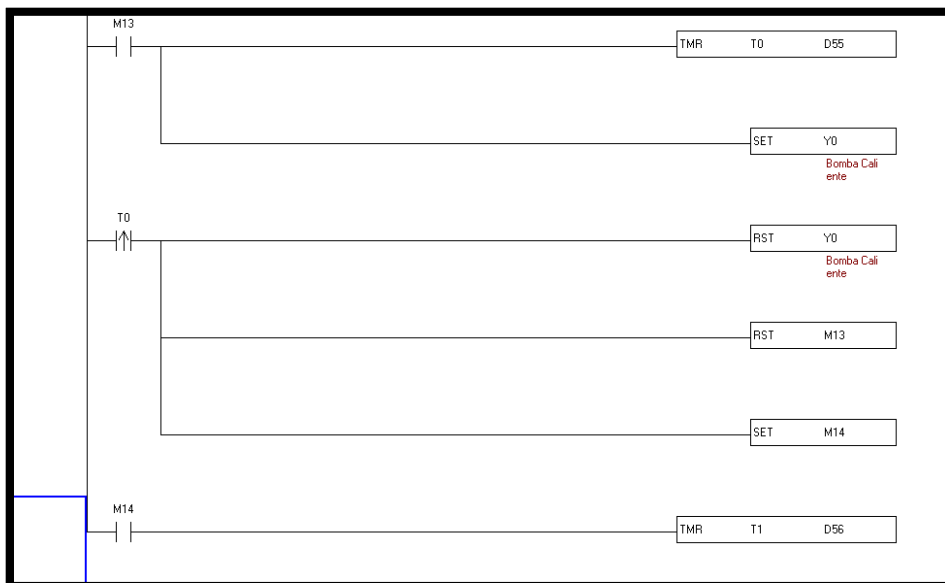 M13
TMR T0 D55
SET Y0
Bomba Cali
ente
T0
RST Y0
Bomba Cali
ente
RST M13
SET M14
M14
TMR T1 D56